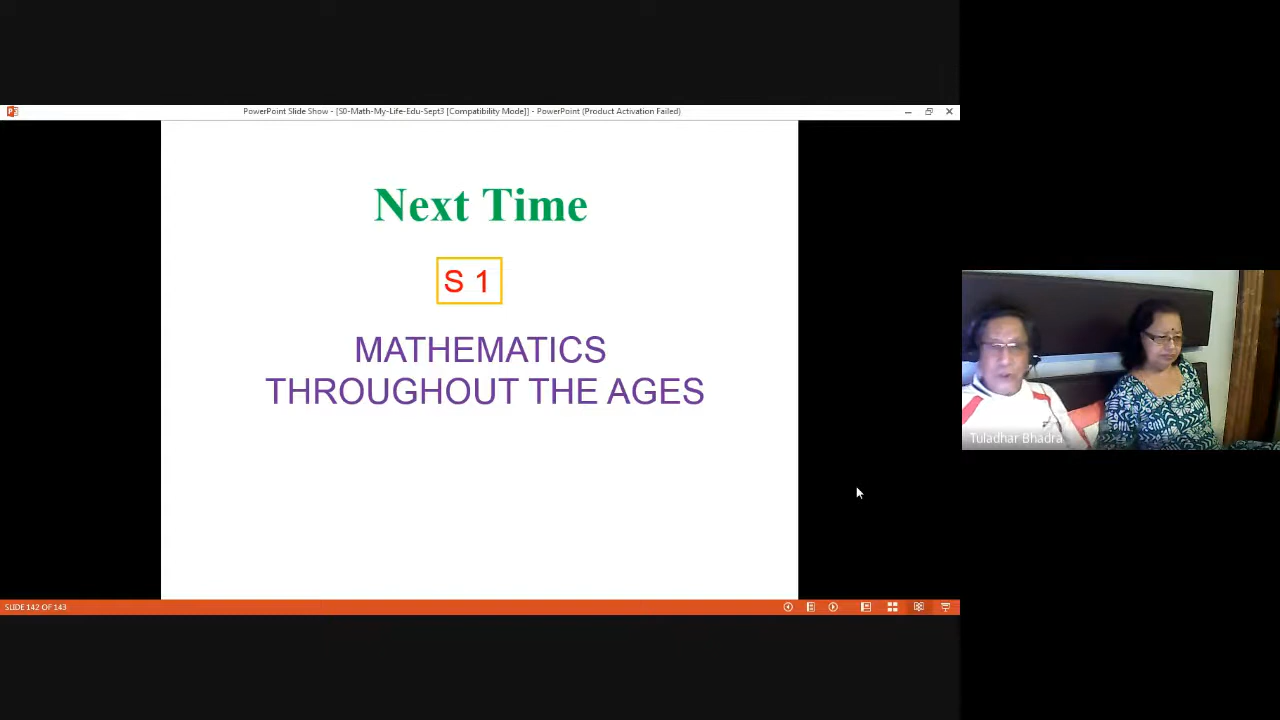 PowerPoint Slide Show - [S0-Math-My-Life-Edu-Sept3 [Compatibility Mode]] - PowerPoint (Product Activation Failed)
Next Time
S 1
MATHEMATICS
THROUGHOUT THE AGES
Tuladhar Bhadra
SLIDE 142 OF 143